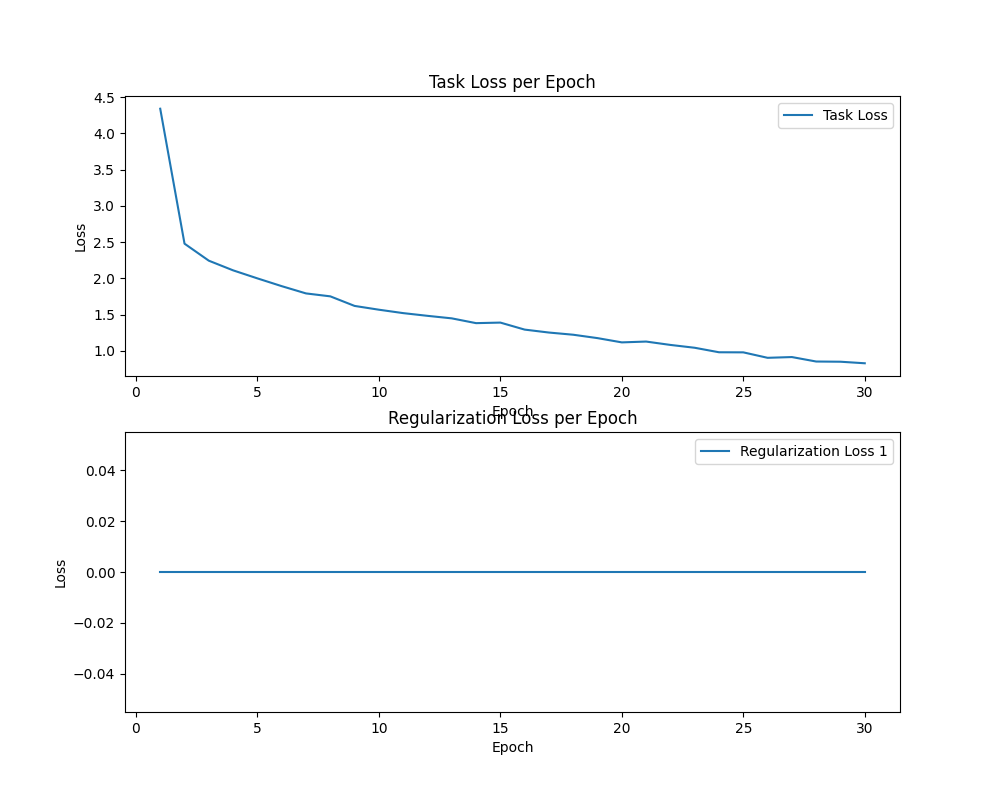 Task Loss per Epoch
4.5
4.0
3.5
3.0
2.5
2.0
1.5
1.0
Loss
Task Loss
0 5 10 15 20 25 30
Epoch
Regularization Loss per Epoch
0.04
0.02
0.00
−0.02
−0.04
Loss
Regularization Loss 1
0 5 10 15 20 25 30
Epoch